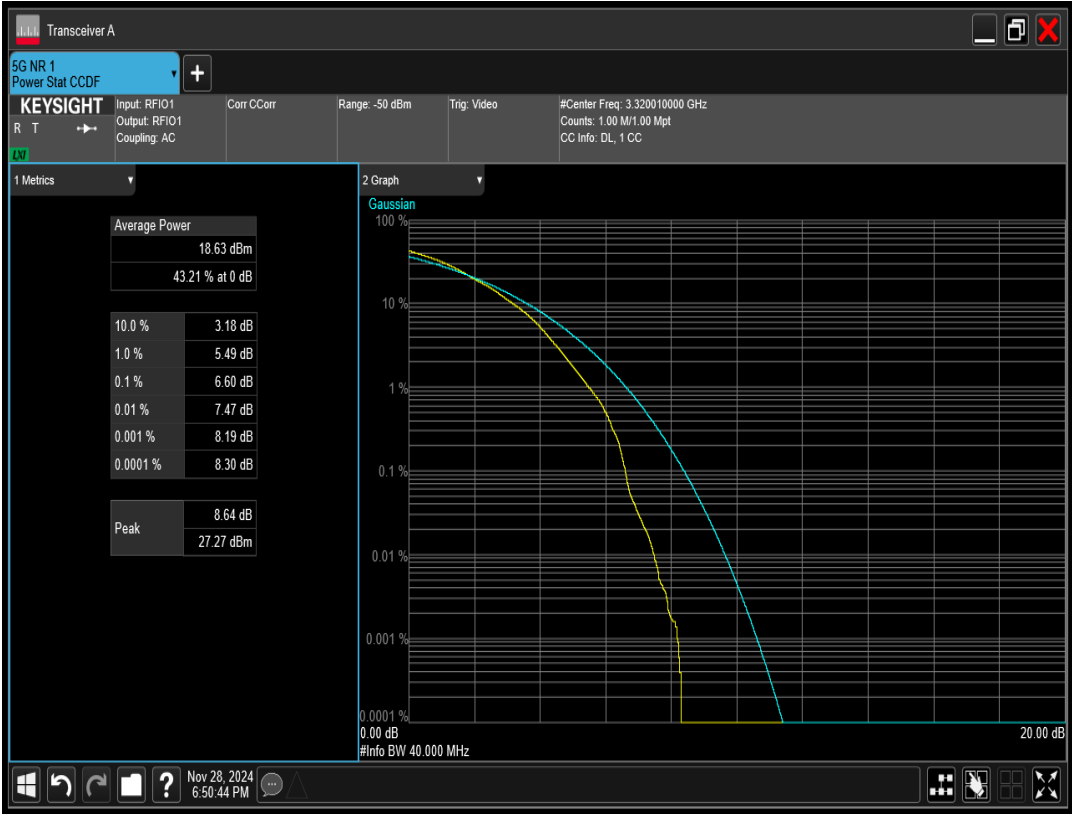 Transceiver A
5G NR 1
Power Stat CCDF
KEYSIGHT
R T
LXI
Input: RFIO1
Output: RFIO1
Coupling: AC
Corr CCorr
Range: -50 dBm
Trig: Video
#Center Freq: 3.320010000 GHz
Counts: 1.00 M/1.00 Mpt
CC Info: DL, 1 CC
1 Metrics
Average Power
18.63 dBm
43.21 % at 0 dB
10.0 % 3.18 dB
1.0 % 5.49 dB
0.1 % 6.60 dB
0.01 % 7.47 dB
0.001 % 8.19 dB
0.0001 % 8.30 dB
Peak
8.64 dB
27.27 dBm
2 Graph
Gaussian
100 %
10 %
1 %
0.1 %
0.01 %
0.001 %
0.0001 %
0.00 dB 20.00 dB
#Info BW 40.000 MHz
?
Nov 28, 2024
6:50:44 PM